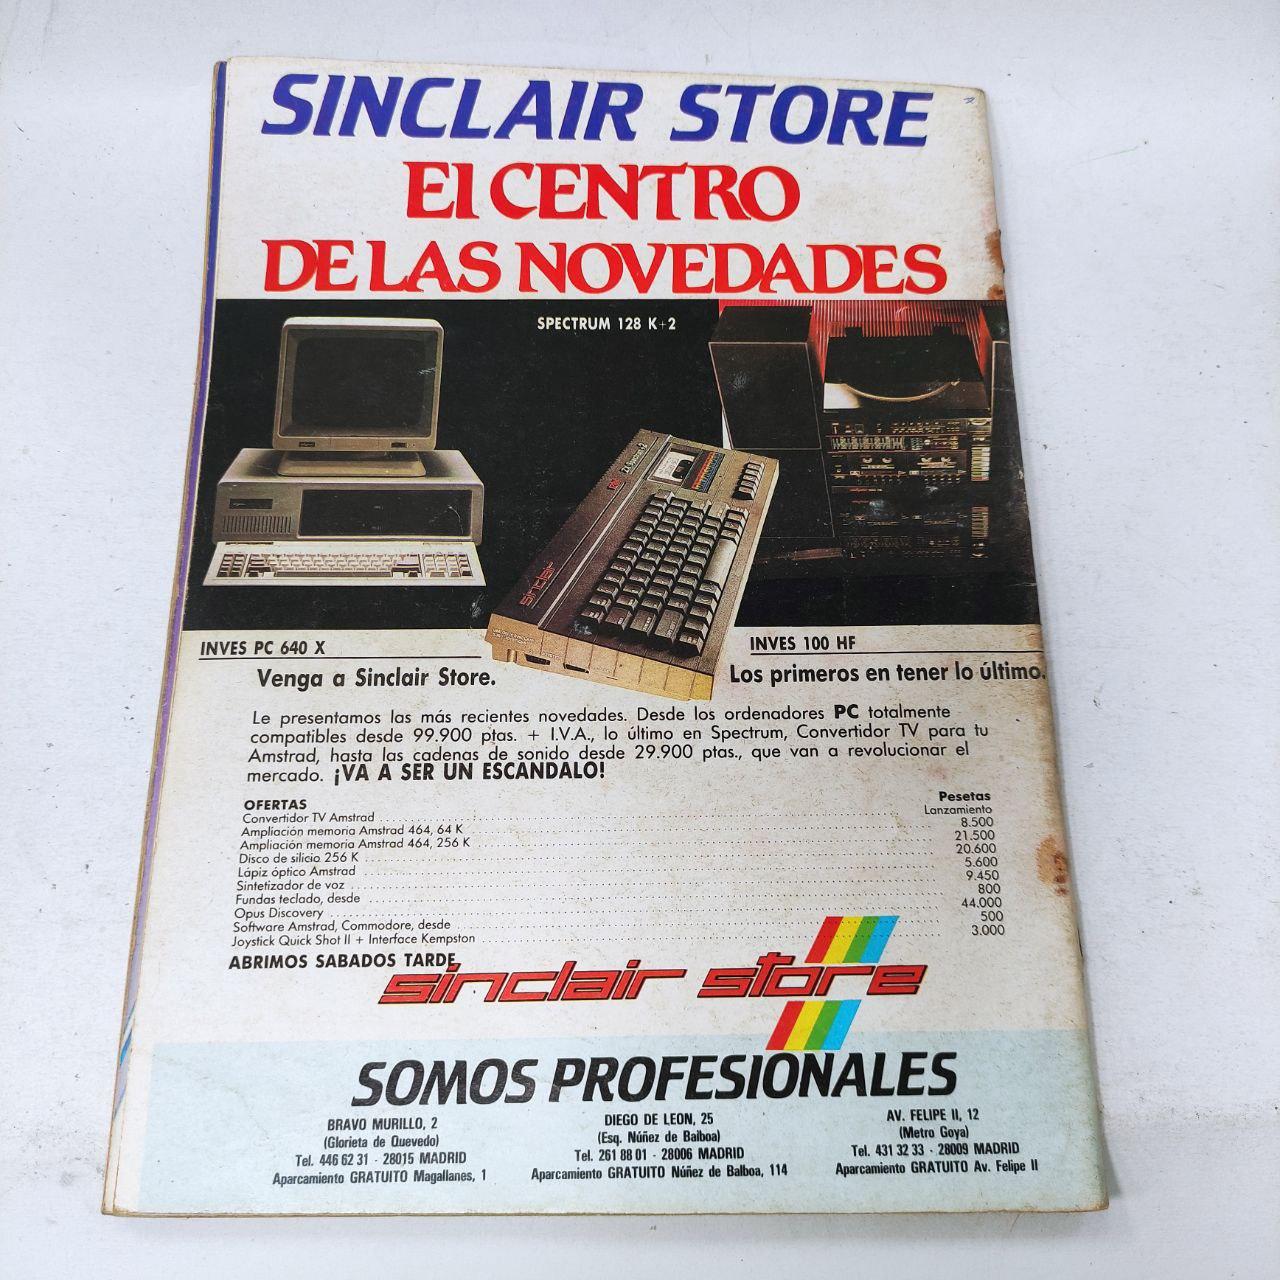 SINCLAIR STORE
El CENTRO
DE LAS NOVEDADES
SPECTRUM 128 K+2
sinclair
INVES PC 640 X
INVES 100 HF
Venga a Sinclair Store.
Los primeros en tener lo último.
Le presentamos las más recientes novedades. Desde los ordenadores PC totalmente
compatibles desde 99.900 ptas. + I.V.A., lo último en Spectrum, Convertidor TV para tu
Amstrad, hasta las cadenas de sonido desde 29.900 ptas., que van a revolucionar el
mercado. ¡VA A SER UN ESCANDALO!
OFERTAS Pesetas
Convertidor TV Amstrad Lanzamiento
Ampliación memoria Amstrad 464, 64 K 8.500
Ampliación memoria Amstrad 464, 256 K 21.500
Disco de silicio 256 K 20.600
Lápiz óptico Amstrad 5.600
Sintetizador de voz 9.450
Fundas teclado, desde 800
Opus Discovery 44.000
Software Amstrad, Commodore, desde 500
Joystick Quick Shot II + Interface Kempston 3.000
ABRIMOS SABADOS TARDE
sinclair store
SOMOS PROFESIONALES
BRAVO MURILLO, 2
(Glorieta de Quevedo)
Tel. 446 62 31 - 28015 MADRID
Aparcamiento GRATUITO Magallanes, 1
DIEGO DE LEON, 25
(Esq. Núñez de Balboa)
Tel. 261 88 01 - 28006 MADRID
Aparcamiento GRATUITO Núñez de Balboa, 114
AV. FELIPE II, 12
(Metro Goya)
Tel. 431 32 33 - 28009 MADRID
Aparcamiento GRATUITO Av. Felipe II